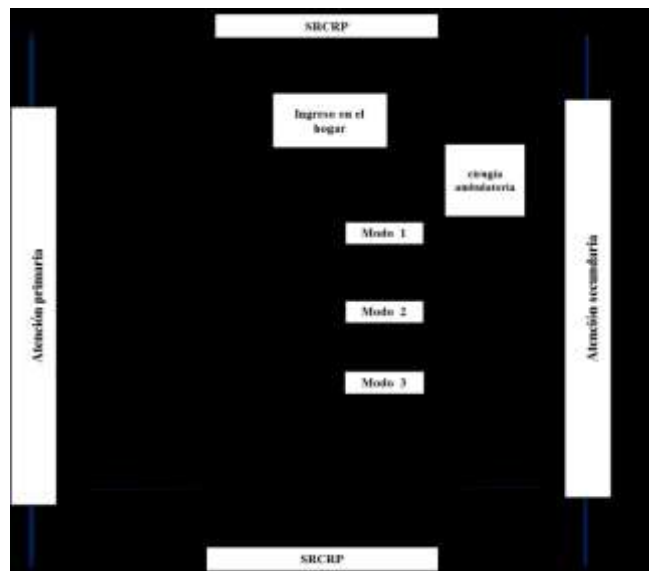 SRCRP
Ingreso en el
hogar
cirugía
ambulatoria
Modo 1
Modo 2
Modo 3
Atención primaria
Atención secundaria
SRCRP